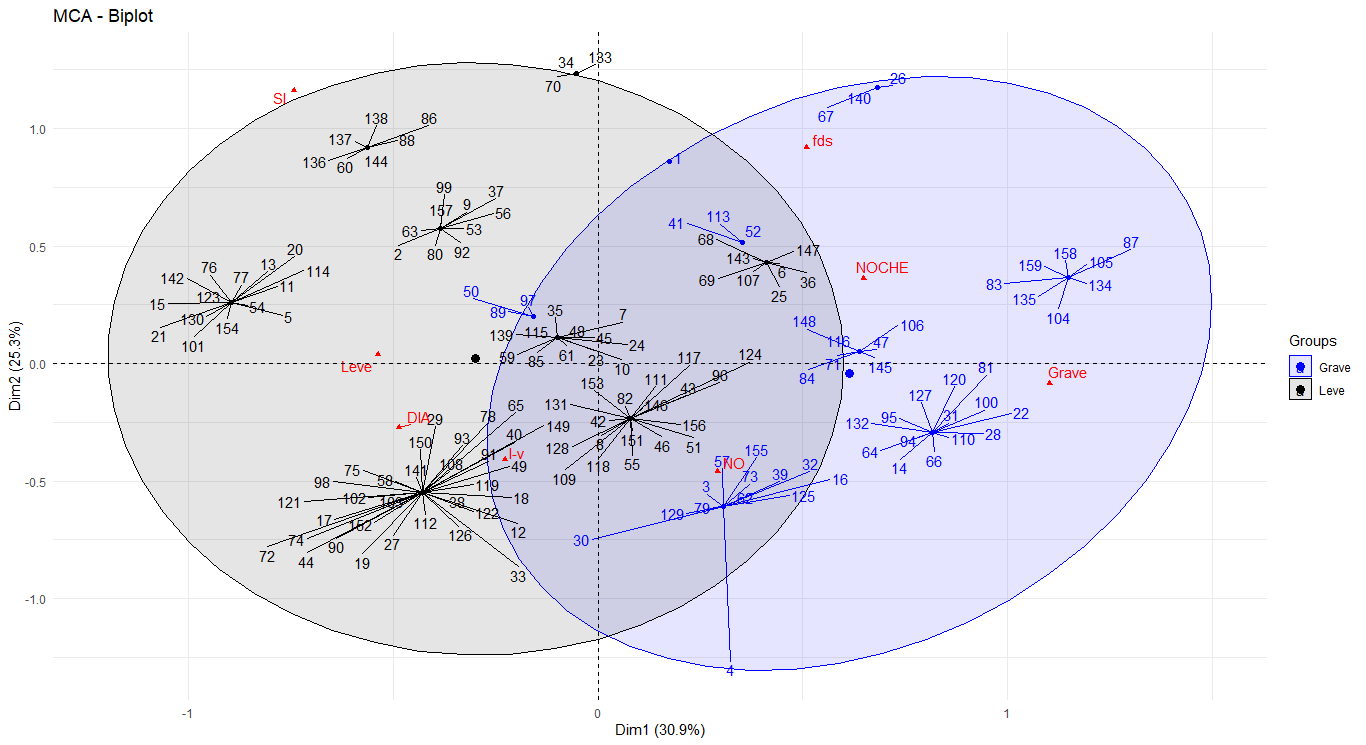 MCA - Biplot
34 133
70
26
140
67
SI
fds
138 86
137 88
136 60 144
1
99 37
157 9 56
63 53
2 80 92
41 113 52
68 147
143 6
69 107 36
25
NOCHE
87
158
159 105
83 134
135
104
20
76 13 114
142 77
11
15 123 54
130 5
21 154
101
50 97
89
35 7
139 115 48 45
24
59 85 61 23 10
148 106
116 47
71 145
84
Leve
Grave
117 124
153 111 96
43
131 82 146
42 156
128 8 151 46 51
118 55
109
81
120
127 100
95 31 22
132 28
94 110
64 66
14
DIA
29 78 65
93 40 149
150
91 l-v
108 49
75 141
98 58
119
121 102 103 38 18
17 122
152 112 12
74 126
72 90 27
44 19 33
57 NO 155
32
73 39
3 16
62 125
129 79
30
4
1.0
0.5
0.0
-0.5
-1.0
Dim2 (25.3%)
-1 0 1
Dim1 (30.9%)
Groups
a Grave
a Leve